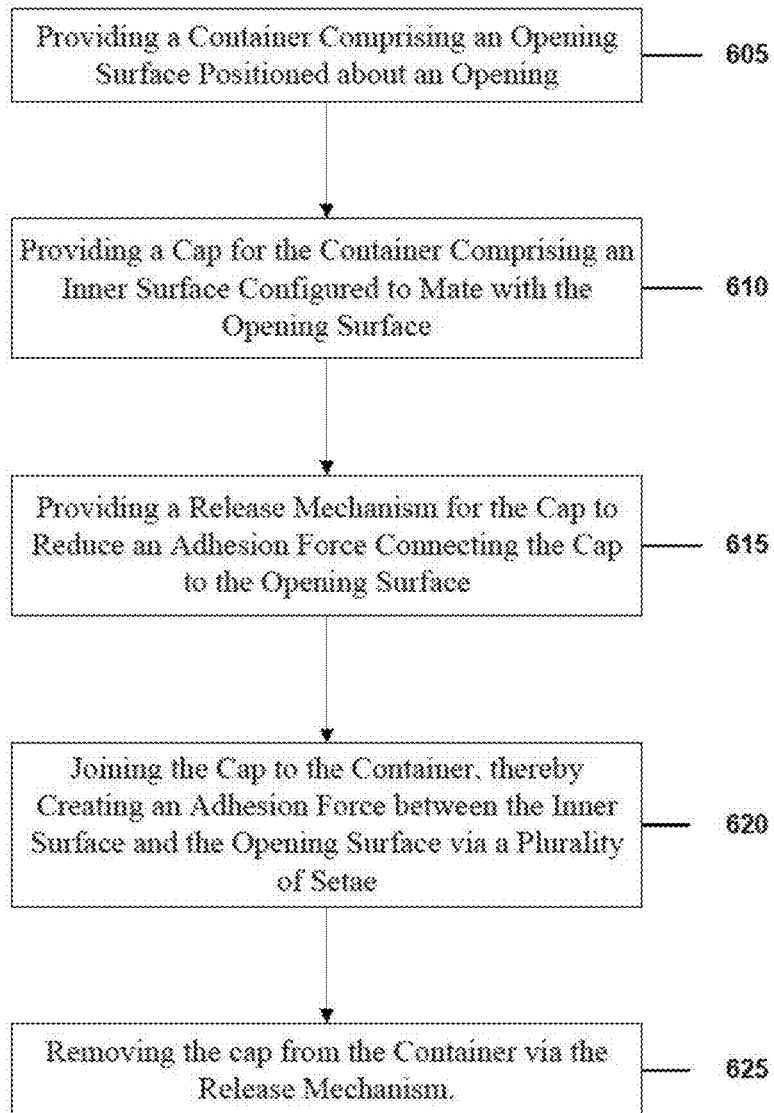 Providing a Container Comprising an Opening
Surface Positioned about an Opening
605
Providing a Cap for the Container Comprising an
Inner Surface Configured to Mate with the
Opening Surface
610
Providing a Release Mechanism for the Cap to
Reduce an Adhesion Force Connecting the Cap
to the Opening Surface
615
Joining the Cap to the Container, thereby
Creating an Adhesion Force between the Inner
Surface and the Opening Surface via a Plurality
of Setae
620
Removing the cap from the Container via the
Release Mechanism.
625